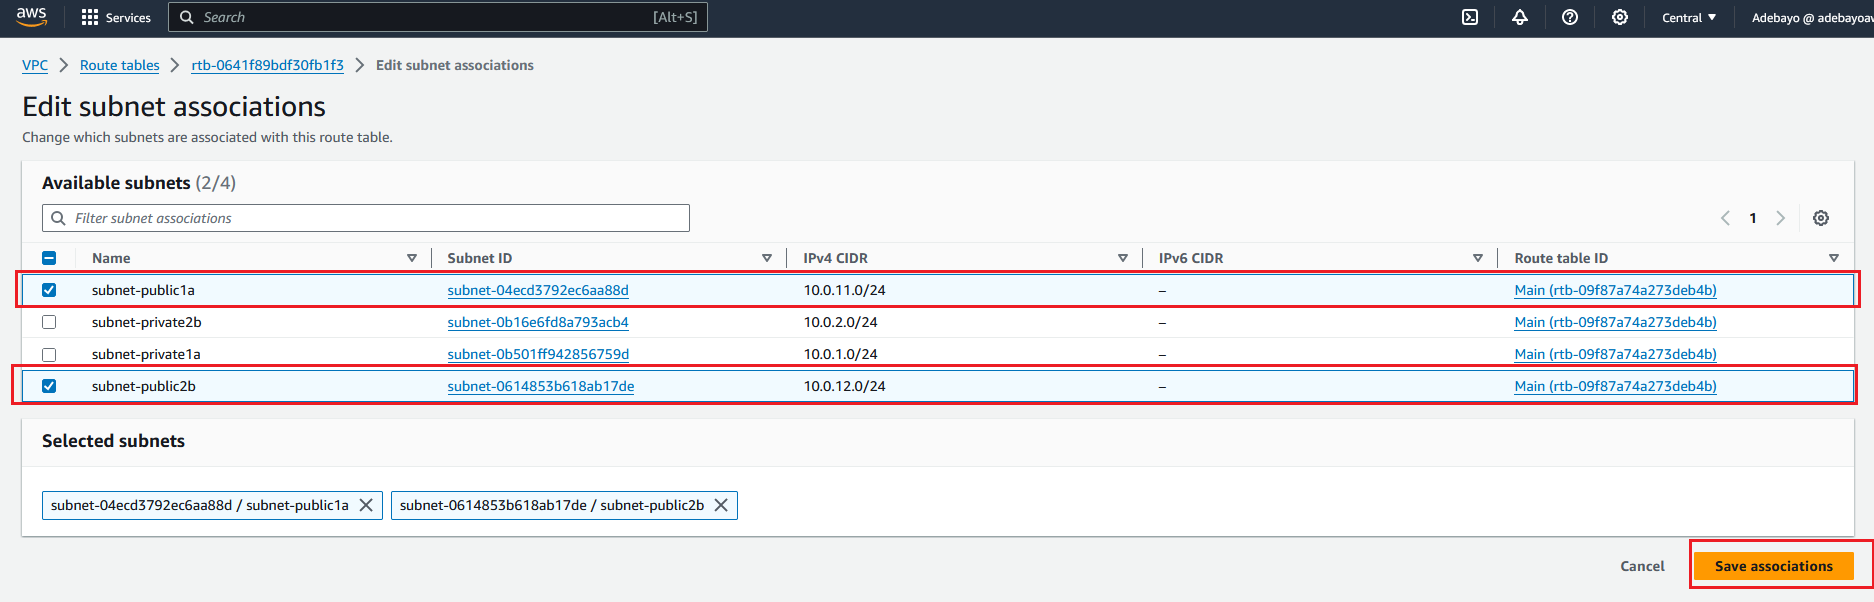 aws Services Search [Alt+S] Central Adebayo @ adebayoaw
VPC Route tables rtb-0641f89bdf30fb1f3 Edit subnet associations
Edit subnet associations
Change which subnets are associated with this route table.
Available subnets (2/4)
Filter subnet associations 1
Name Subnet ID IPv4 CIDR IPv6 CIDR Route table ID
subnet-public1a subnet-04ecd3792ec6aa88d 10.0.11.0/24 – Main (rtb-09f87a74a273deb4b)
subnet-private2b subnet-0b16e6fd8a793acb4 10.0.2.0/24 – Main (rtb-09f87a74a273deb4b)
subnet-private1a subnet-0b501ff942856759d 10.0.1.0/24 – Main (rtb-09f87a74a273deb4b)
subnet-public2b subnet-0614853b618ab17de 10.0.12.0/24 – Main (rtb-09f87a74a273deb4b)
Selected subnets
subnet-04ecd3792ec6aa88d / subnet-public1a subnet-0614853b618ab17de / subnet-public2b
Cancel Save associations